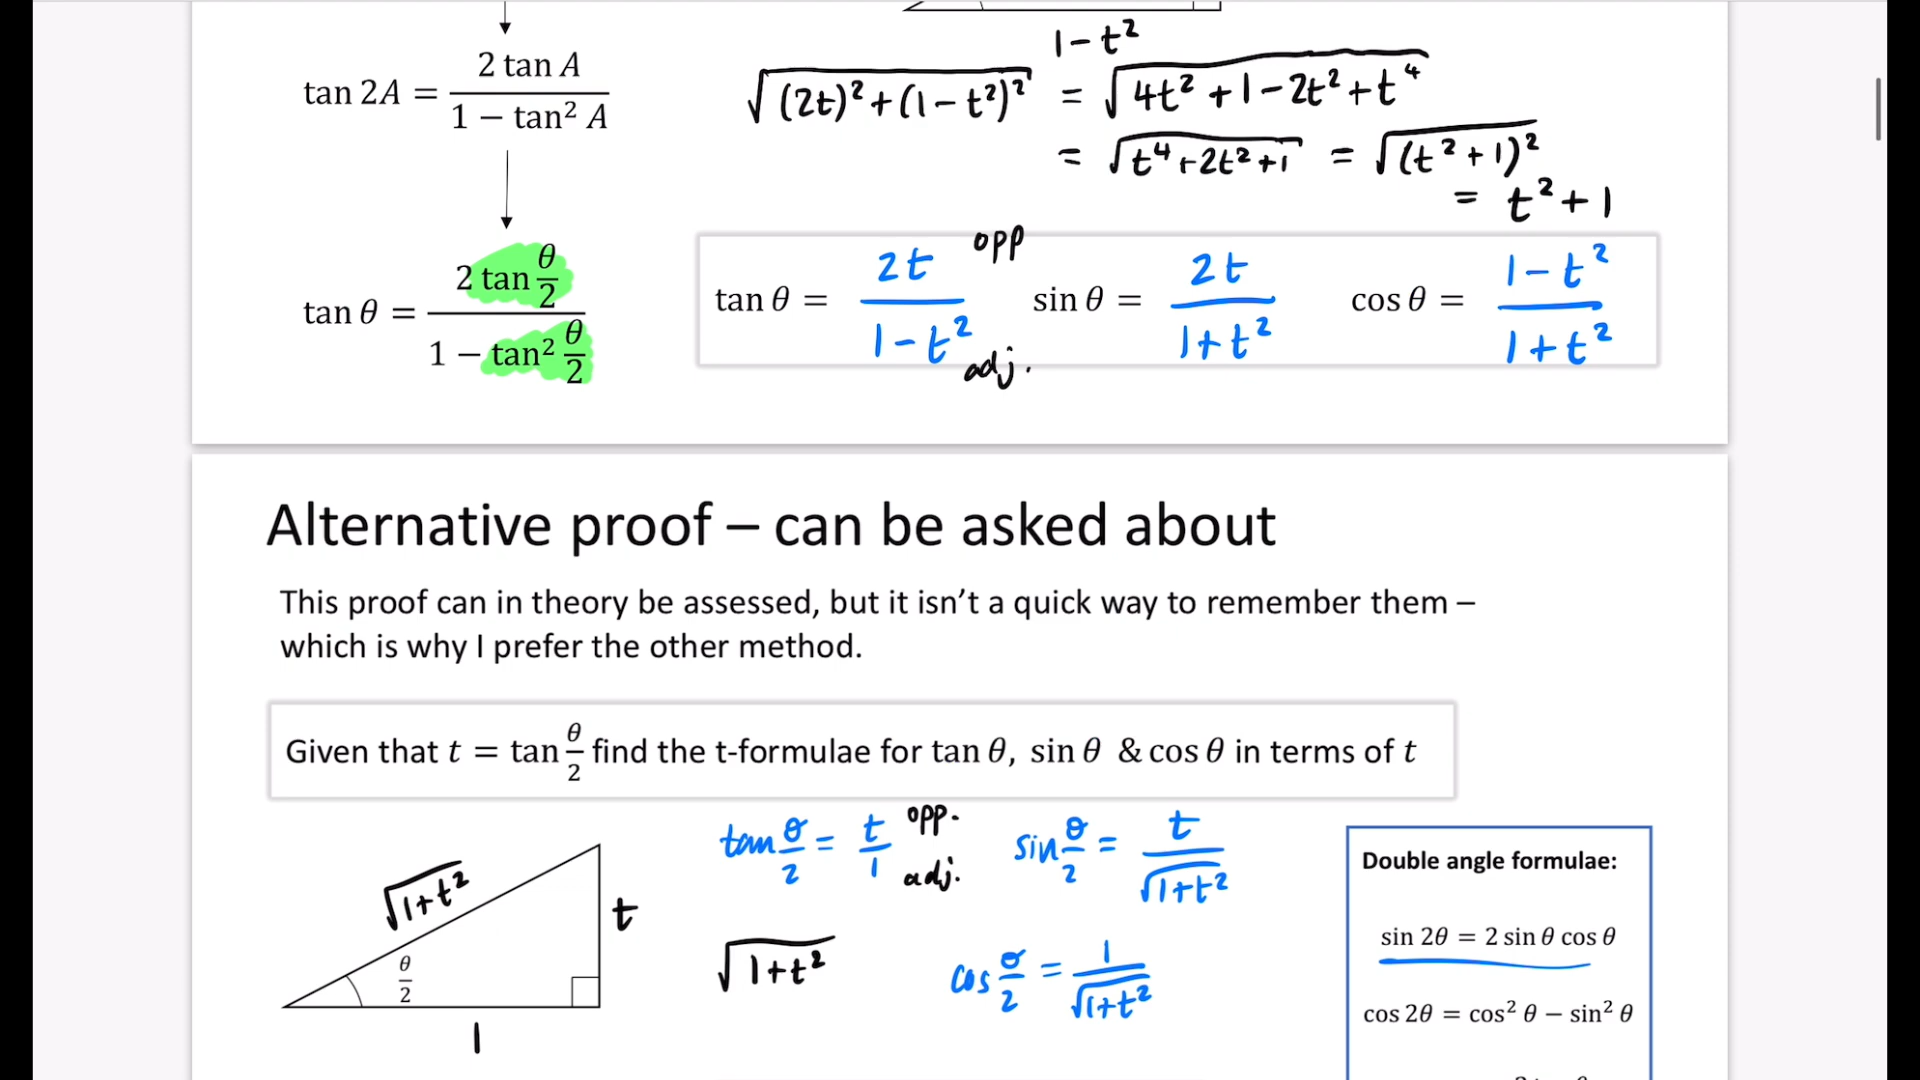 1 − t²
tan 2A = 2 tan A / 1 − tan² A
√(2t)² + (1 − t²)² = √4t² + 1 − 2t² + t⁴
= √t⁴ + 2t² + 1 = √(t² + 1)²
= t² + 1
tan θ = 2 tan θ/2 / 1 − tan² θ/2
tan θ = 2t / 1 − t² opp adj. sin θ = 2t / 1 + t² cos θ = 1 − t² / 1 + t²
Alternative proof – can be asked about
This proof can in theory be assessed, but it isn't a quick way to remember them –
which is why I prefer the other method.
Given that t = tan θ/2 find the t-formulae for tan θ, sin θ & cos θ in terms of t
tan θ/2 = t/1 opp. adj. sin θ/2 = t / √1+t²
√1+t²
t
θ/2
1
√1+t²
cos θ/2 = 1 / √1+t²
Double angle formulae:
sin 2θ = 2 sin θ cos θ
cos 2θ = cos² θ − sin² θ